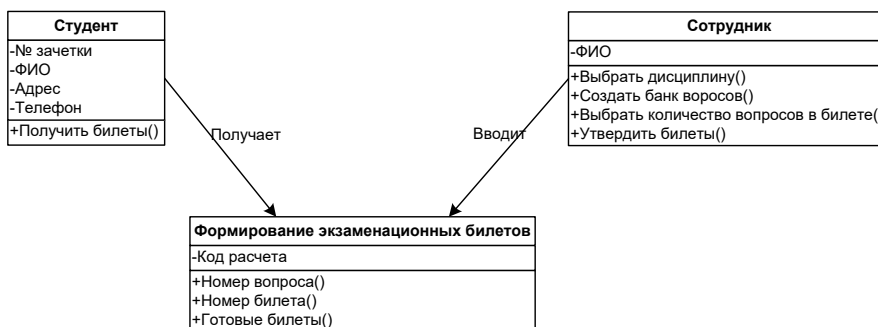 Студент
-№ зачетки
-ФИО
-Адрес
-Телефон
+Получить билеты()
Сотрудник
-ФИО
+Выбрать дисциплину()
+Создать банк воросов()
+Выбрать количество вопросов в билете(
+Утвердить билеты()
Получает
Вводит
Формирование экзаменационных билетов
-Код расчета
+Номер вопроса()
+Номер билета()
+Готовые билеты()